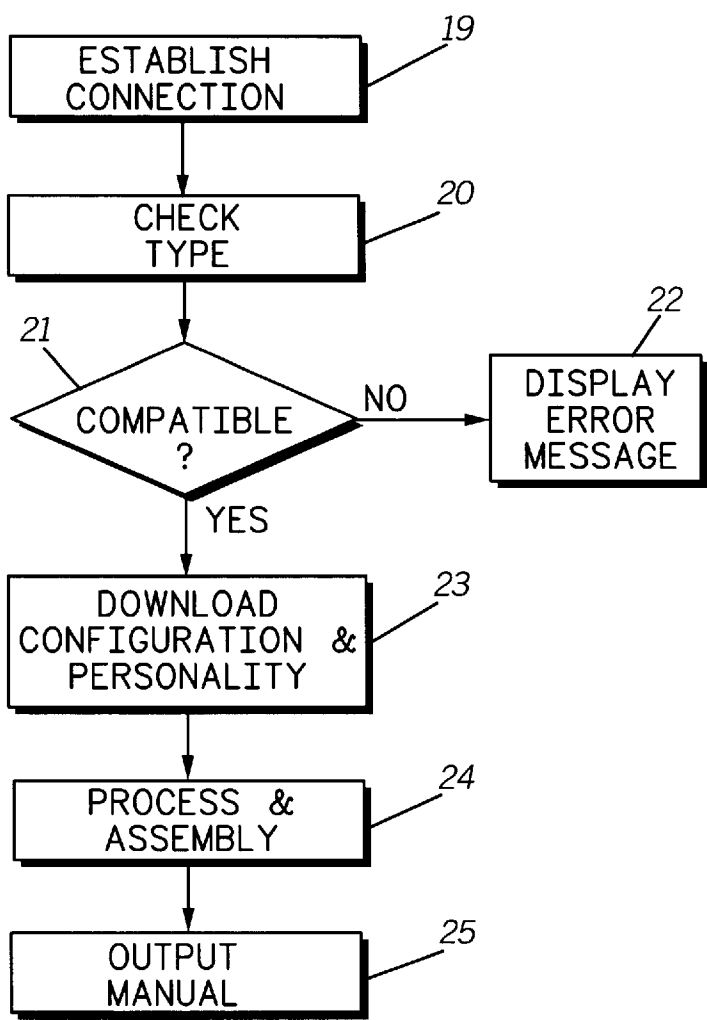 19
ESTABLISH
CONNECTION
20
CHECK
TYPE
21
COMPATIBLE
?
NO
22
DISPLAY
ERROR
MESSAGE
YES
23
DOWNLOAD
CONFIGURATION &
PERSONALITY
24
PROCESS &
ASSEMBLY
25
OUTPUT
MANUAL